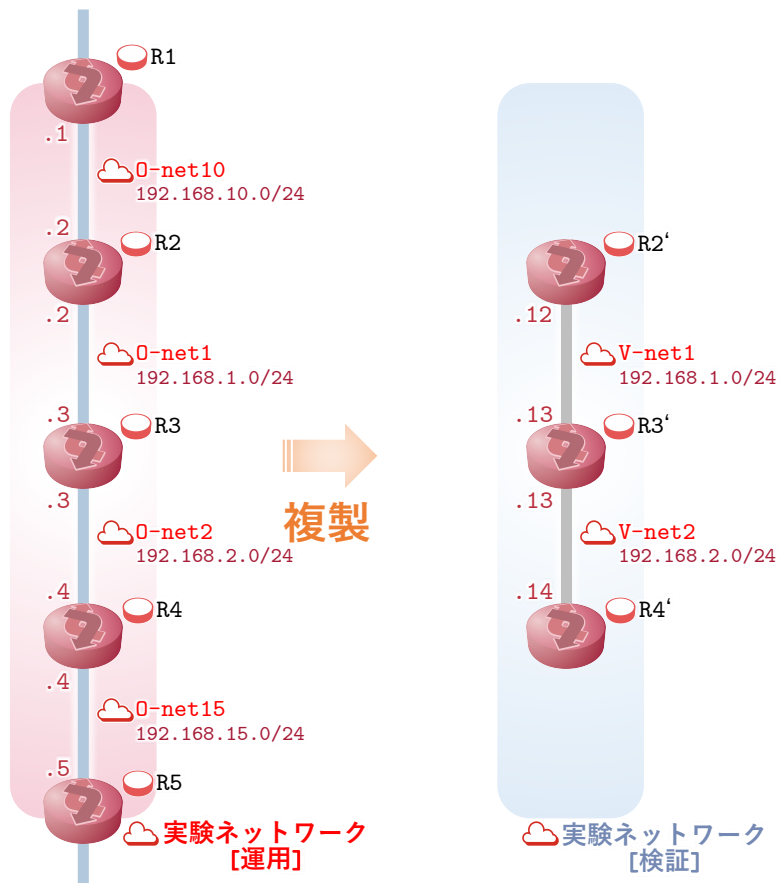 R1
.1
O-net10
192.168.10.0/24
.2
R2
.2
O-net1
192.168.1.0/24
.3
R3
.3
O-net2
192.168.2.0/24
.4
R4
.4
O-net15
192.168.15.0/24
.5
R5
実験ネットワーク
[運用]
複製
R2‘
.12
V-net1
192.168.1.0/24
.13
R3‘
.13
V-net2
192.168.2.0/24
.14
R4‘
実験ネットワーク
[検証]